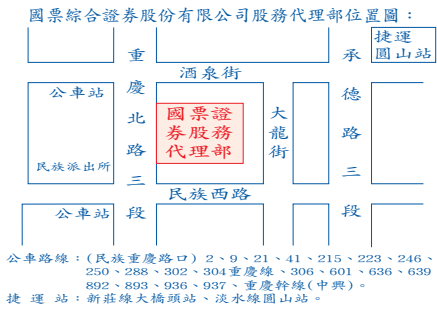 國票綜合證券股份有限公司股務代理部位置圖：
捷運
圓山站
重慶北路三段
酒泉街
承德路三段
公車站
國票證
券股務
代理部
大龍街
民族派出所
民族西路
公車站
公車路線：(民族重慶路口) 2、9、21、41、215、223、246、
250、288、302、304重慶線、306、601、636、639
892、893、936、937、重慶幹線(中興)。
捷 運 站：新莊線大橋頭站、淡水線圓山站。